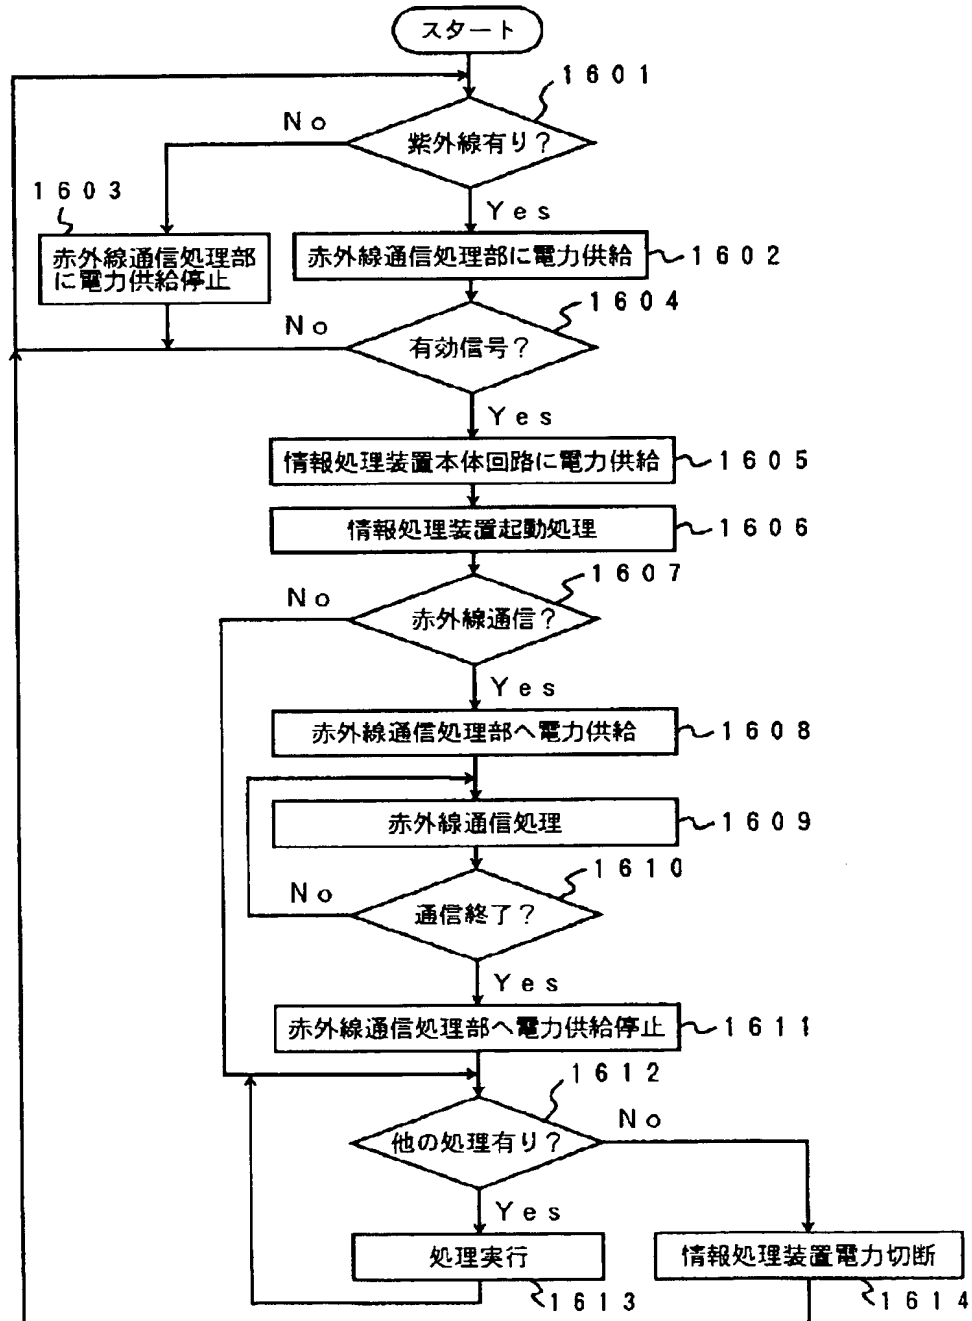 スタート
1601
No
紫外線有り?
1603
Yes
赤外線通信処理部
に電力供給停止
赤外線通信処理部に電力供給
1602
1604
No
有効信号?
Yes
情報処理装置本体回路に電力供給
1605
情報処理装置起動処理
1606
1607
No
赤外線通信?
Yes
赤外線通信処理部へ電力供給
1608
赤外線通信処理
1609
1610
No
通信終了?
Yes
赤外線通信処理部へ電力供給停止
1611
1612
No
他の処理有り?
Yes
処理実行
情報処理装置電力切断
1613
1614